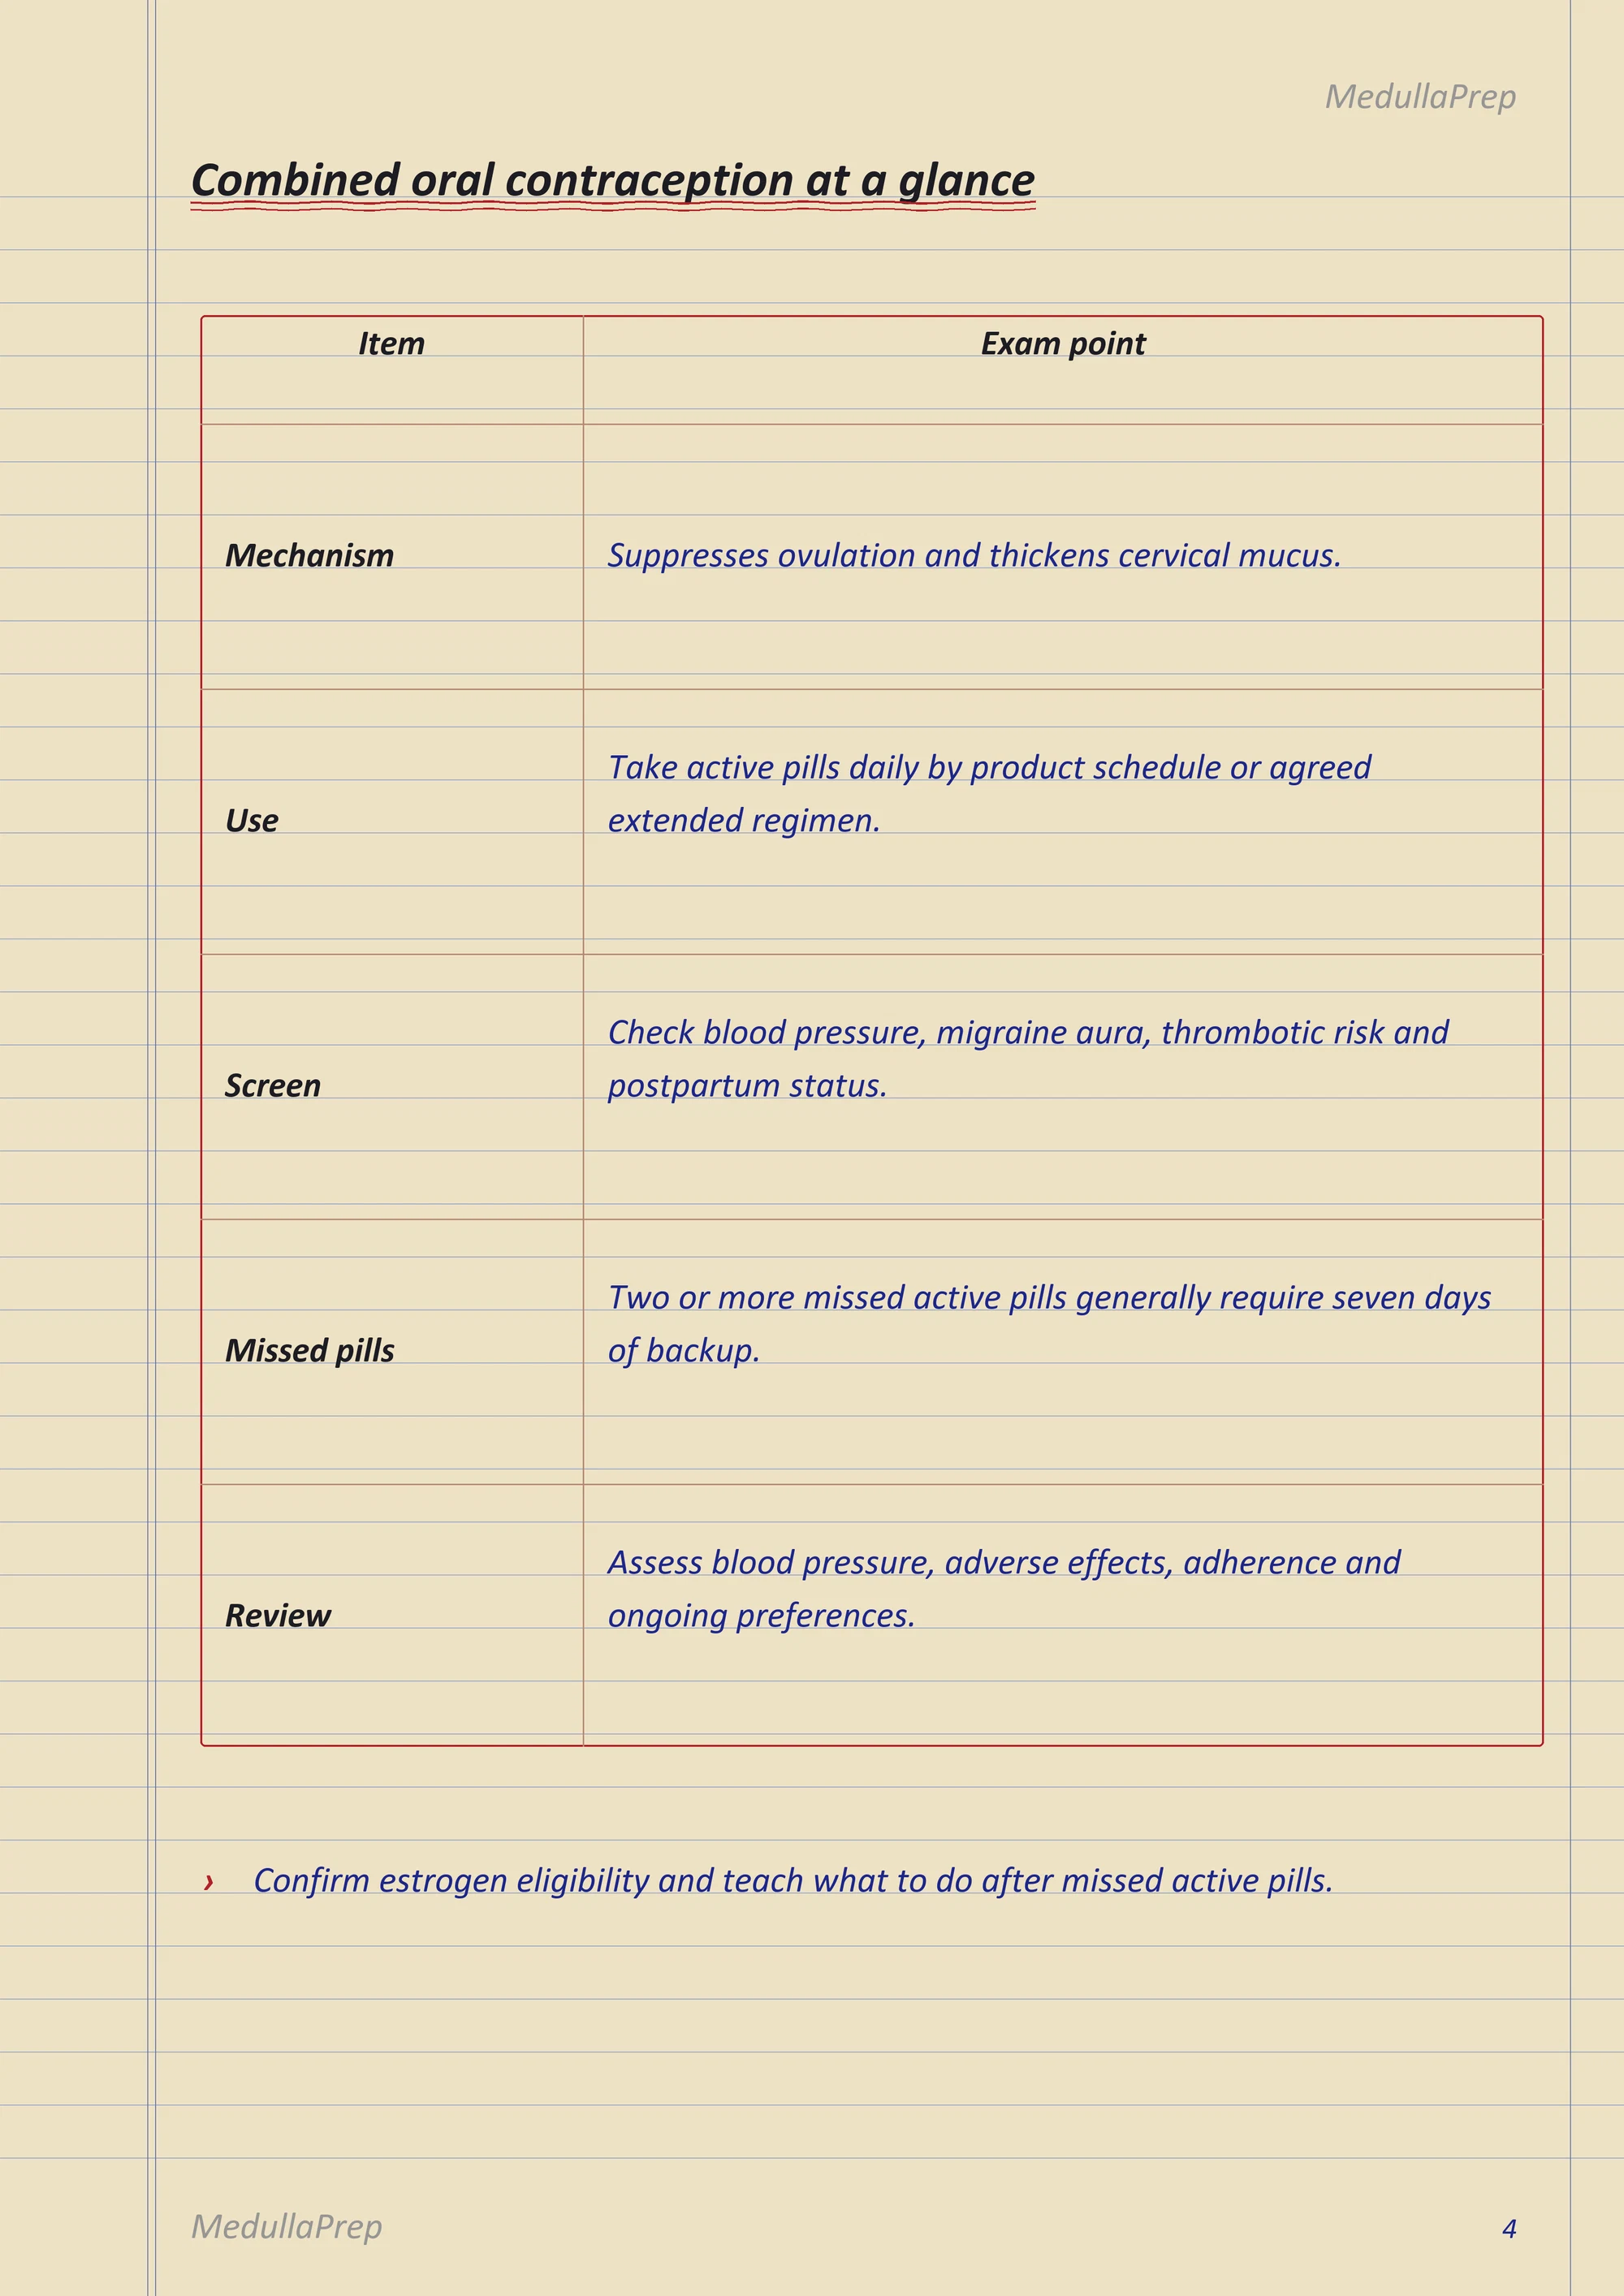 MedullaPrep
Combined oral contraception at a glance
Item
Exam point
Mechanism
Suppresses ovulation and thickens cervical mucus.
Use
Take active pills daily by product schedule or agreed
extended regimen.
Screen
Check blood pressure, migraine aura, thrombotic risk and
postpartum status.
Missed pills
Two or more missed active pills generally require seven days
of backup.
Review
Assess blood pressure, adverse effects, adherence and
ongoing preferences.
› Confirm estrogen eligibility and teach what to do after missed active pills.
MedullaPrep
4